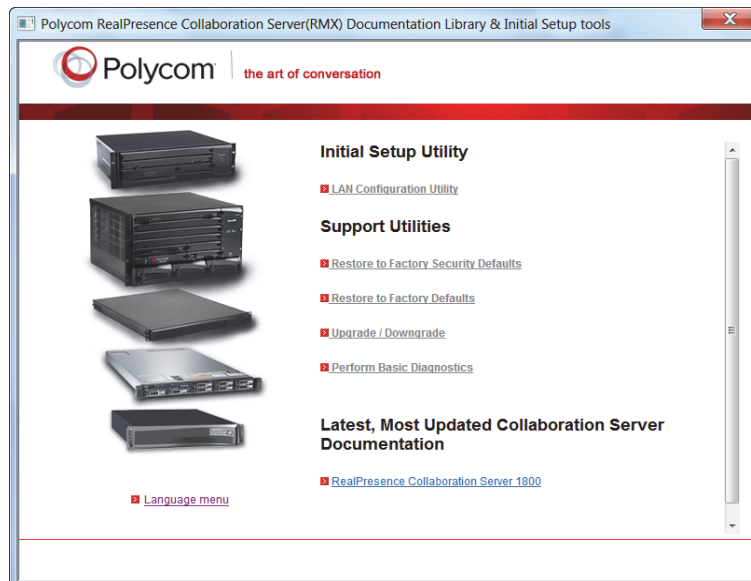 Polycom RealPresence Collaboration Server(RMX) Documentation Library & Initial Setup tools
Polycom
the art of conversation
Initial Setup Utility
LAN Configuration Utility
Support Utilities
Restore to Factory Security Defaults
Restore to Factory Defaults
Upgrade / Downgrade
Perform Basic Diagnostics
Latest, Most Updated Collaboration Server
Documentation
RealPresence Collaboration Server 1800
Language menu